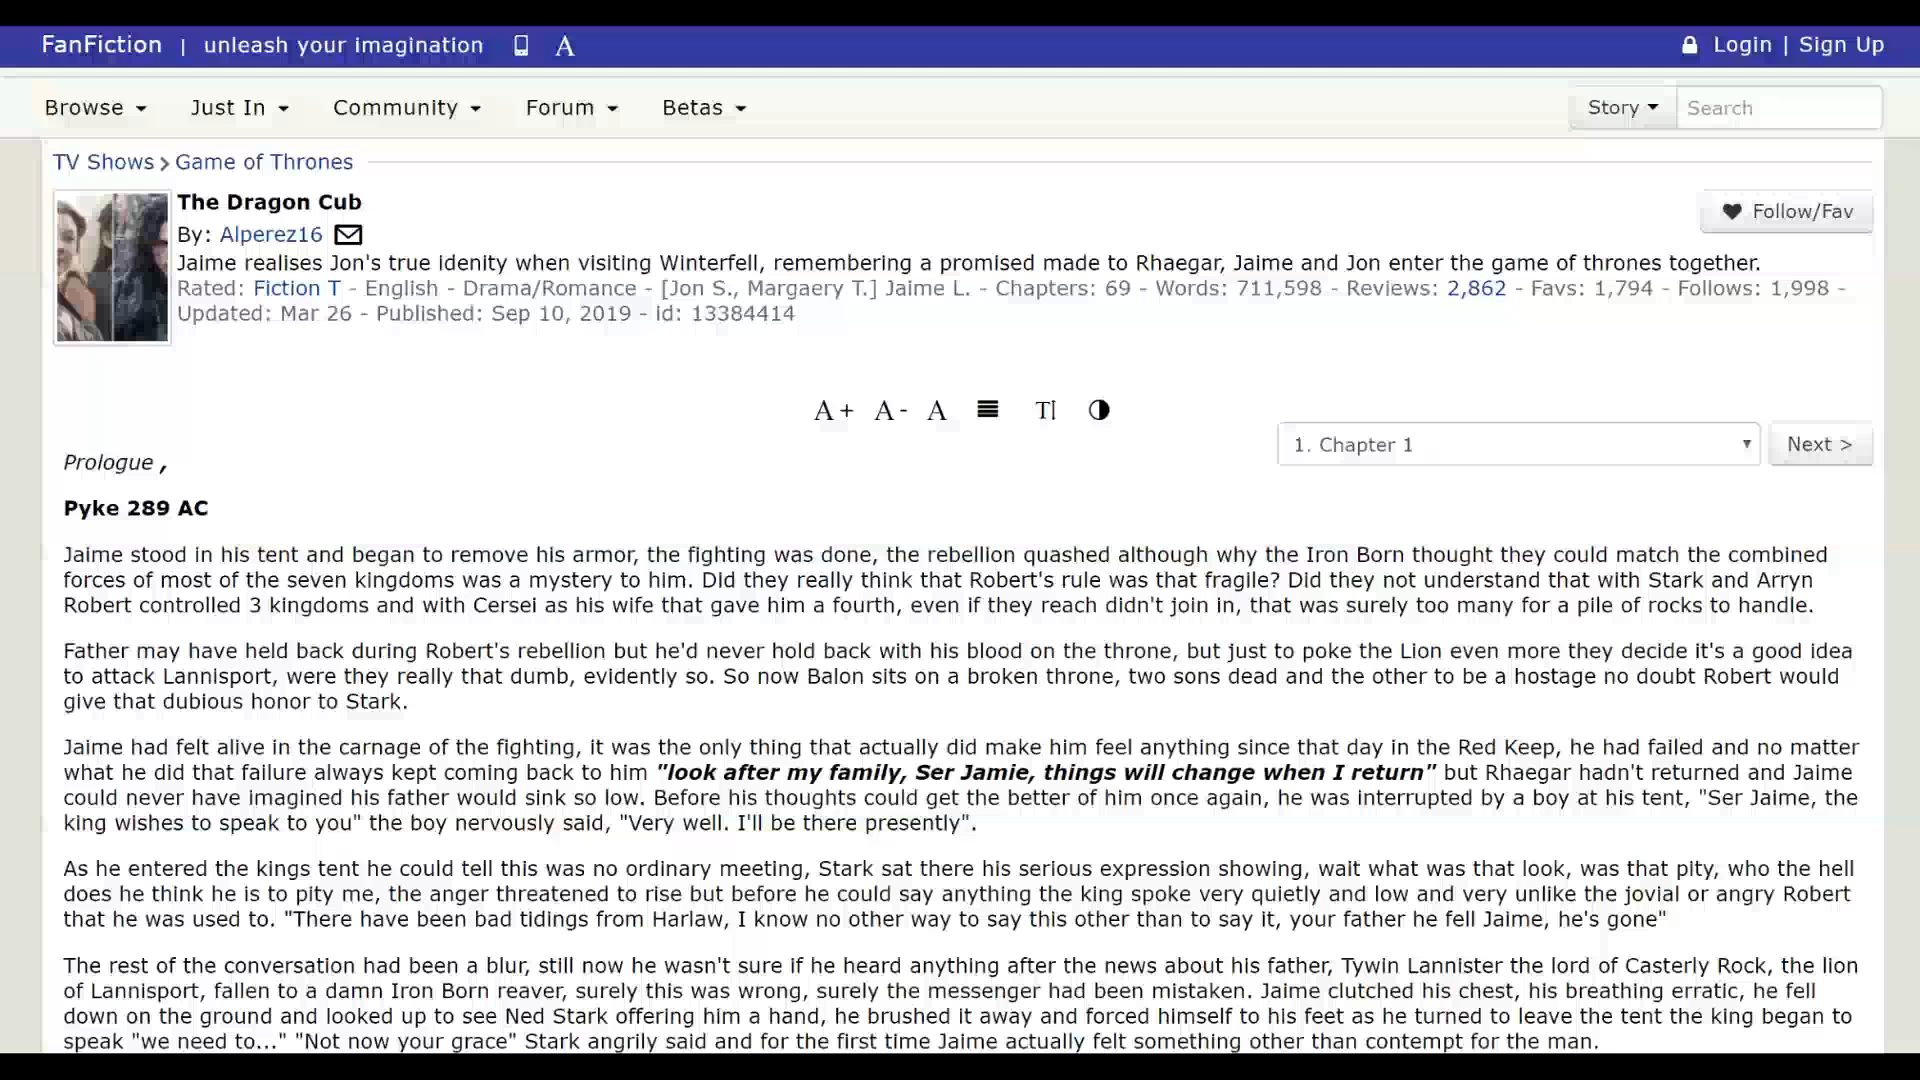 FanFiction | unleash your imagination A Login | Sign Up
Browse Just In Community Forum Betas Story Search
TV Shows > Game of Thrones
The Dragon Cub
Follow/Fav
By: Alperez16
Jaime realises Jon's true idenity when visiting Winterfell, remembering a promised made to Rhaegar, Jaime and Jon enter the game of thrones together.
Rated: Fiction T - English - Drama/Romance - [Jon S., Margaery T.] Jaime L. - Chapters: 69 - Words: 711,598 - Reviews: 2,862 - Favs: 1,794 - Follows: 1,998 -
Updated: Mar 26 - Published: Sep 10, 2019 - id: 13384414
A+ A- A T
1. Chapter 1 Next >
Prologue ,
Pyke 289 AC
Jaime stood in his tent and began to remove his armor, the fighting was done, the rebellion quashed although why the Iron Born thought they could match the combined
forces of most of the seven kingdoms was a mystery to him. Did they really think that Robert's rule was that fragile? Did they not understand that with Stark and Arryn
Robert controlled 3 kingdoms and with Cersei as his wife that gave him a fourth, even if they reach didn't join in, that was surely too many for a pile of rocks to handle.
Father may have held back during Robert's rebellion but he'd never hold back with his blood on the throne, but just to poke the Lion even more they decide it's a good idea
to attack Lannisport, were they really that dumb, evidently so. So now Balon sits on a broken throne, two sons dead and the other to be a hostage no doubt Robert would
give that dubious honor to Stark.
Jaime had felt alive in the carnage of the fighting, it was the only thing that actually did make him feel anything since that day in the Red Keep, he had failed and no matter
what he did that failure always kept coming back to him "look after my family, Ser Jamie, things will change when I return" but Rhaegar hadn't returned and Jaime
could never have imagined his father would sink so low. Before his thoughts could get the better of him once again, he was interrupted by a boy at his tent, "Ser Jaime, the
king wishes to speak to you" the boy nervously said, "Very well. I'll be there presently".
As he entered the kings tent he could tell this was no ordinary meeting, Stark sat there his serious expression showing, wait what was that look, was that pity, who the hell
does he think he is to pity me, the anger threatened to rise but before he could say anything the king spoke very quietly and low and very unlike the jovial or angry Robert
that he was used to. "There have been bad tidings from Harlaw, I know no other way to say this other than to say it, your father he fell Jaime, he's gone"
The rest of the conversation had been a blur, still now he wasn't sure if he heard anything after the news about his father, Tywin Lannister the lord of Casterly Rock, the lion
of Lannisport, fallen to a damn Iron Born reaver, surely this was wrong, surely the messenger had been mistaken. Jaime clutched his chest, his breathing erratic, he fell
down on the ground and looked up to see Ned Stark offering him a hand, he brushed it away and forced himself to his feet as he turned to leave the tent the king began to
speak "we need to..." "Not now your grace" Stark angrily said and for the first time Jaime actually felt something other than contempt for the man.